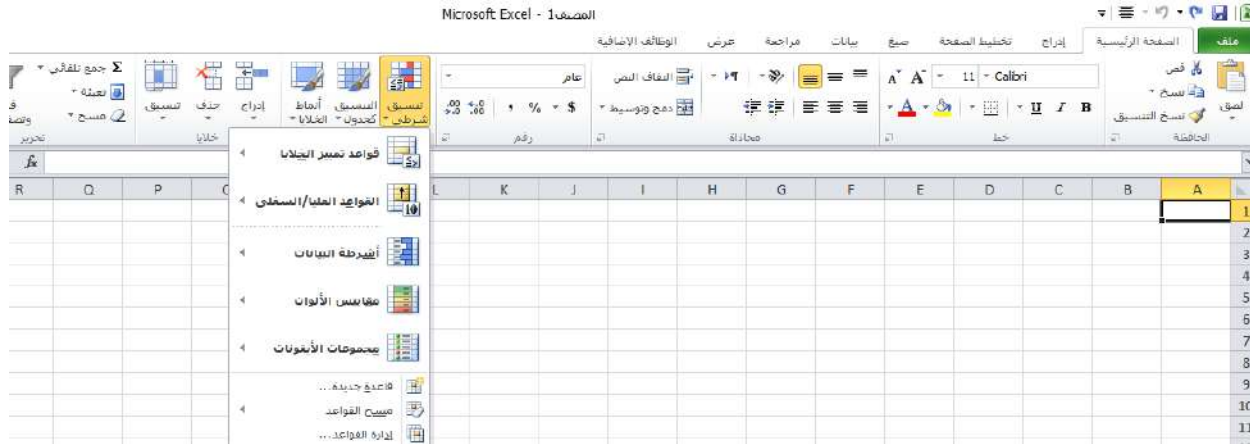 المصنف1 - Microsoft Excel
ملف الصفحة الرئيسية إدراج تخطيط الصفحة صيغ بيانات مراجعة عرض الوظائف الإضافية
لصق
قص
نسخ
نسخ التنسيق
الحافظة
Calibri 11 A A
B I U A
خط
التفاف النص
دمج وتوسيط
محاذاة
عام
$ % ,
رقم
تنسيق شرطي
التنسيق كجدول
أنماط الخلايا
إدراج
حذف
تنسيق
خلايا
Σ جمع تلقائي
تعبئة
مسح
تحرير
fx
قواعد تمييز الخلايا
القواعد العليا/السفلى
أشرطة البيانات
مقاييس الألوان
مجموعات الأيقونات
قاعدة جديدة...
مسح القواعد
إدارة القواعد...
A B C D E F G H I J K L P Q R
1
2
3
4
5
6
7
8
9
10
11